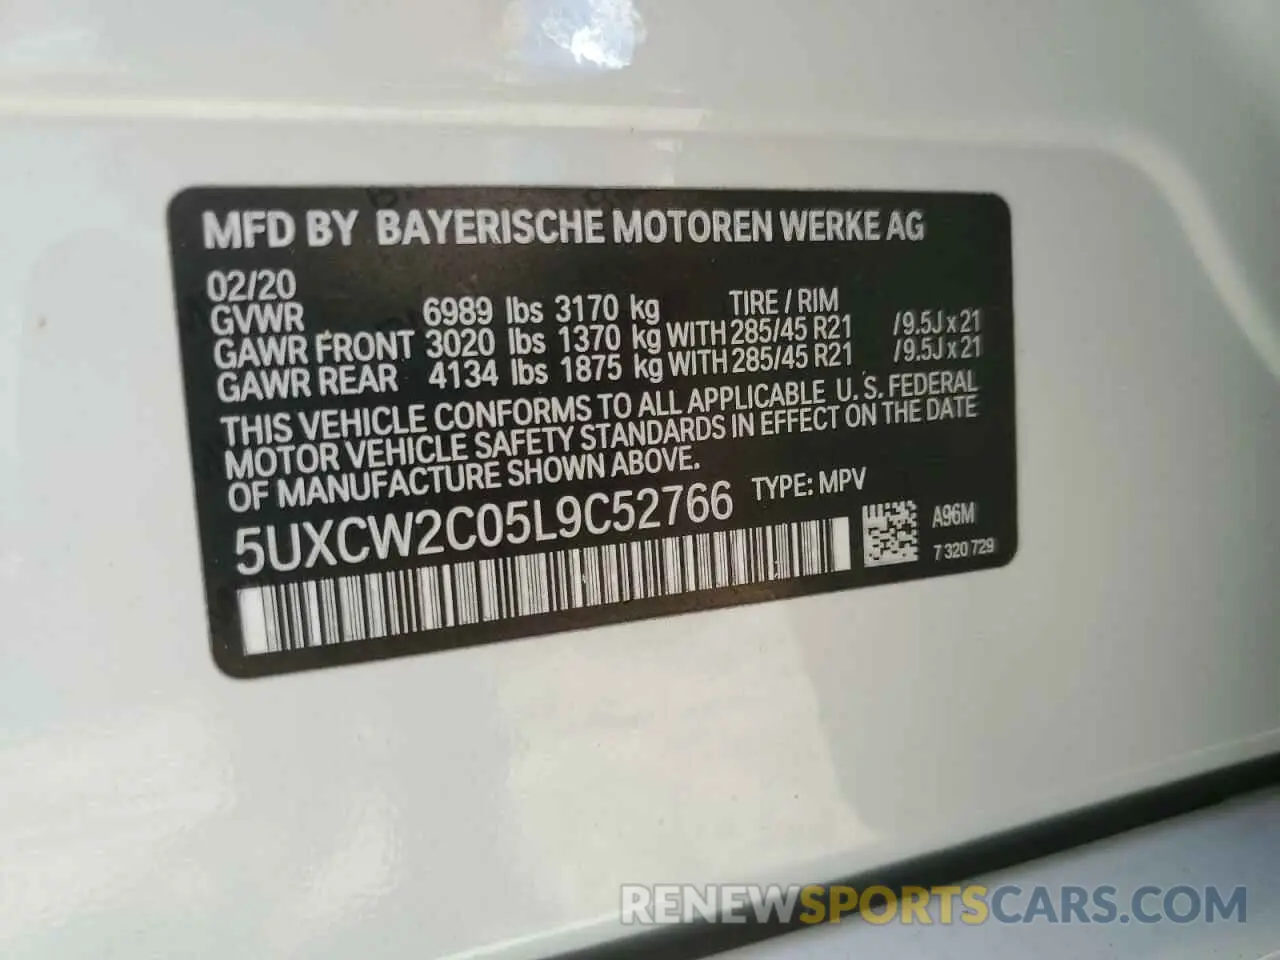 MFD BY BAYERISCHE MOTOREN WERKE AG
02/20
GVWR 6989 lbs 3170 kg TIRE / RIM
GAWR FRONT 3020 lbs 1370 kg WITH 285/45 R21 /9.5J x 21
GAWR REAR 4134 lbs 1875 kg WITH 285/45 R21 /9.5J x 21
THIS VEHICLE CONFORMS TO ALL APPLICABLE U. S. FEDERAL
MOTOR VEHICLE SAFETY STANDARDS IN EFFECT ON THE DATE
OF MANUFACTURE SHOWN ABOVE.
5UXCW2C05L9C52766 TYPE: MPV
A96M
7 320 729
RENEWSPORTSCARS.COM